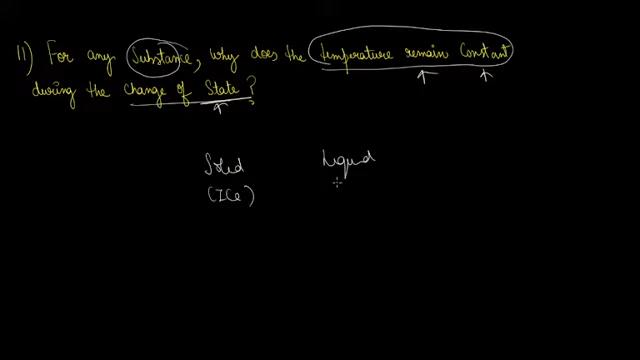 11) For any Substance, why does the temperature remain Constant
during the change of State?
Solid Liquid
(ICe)